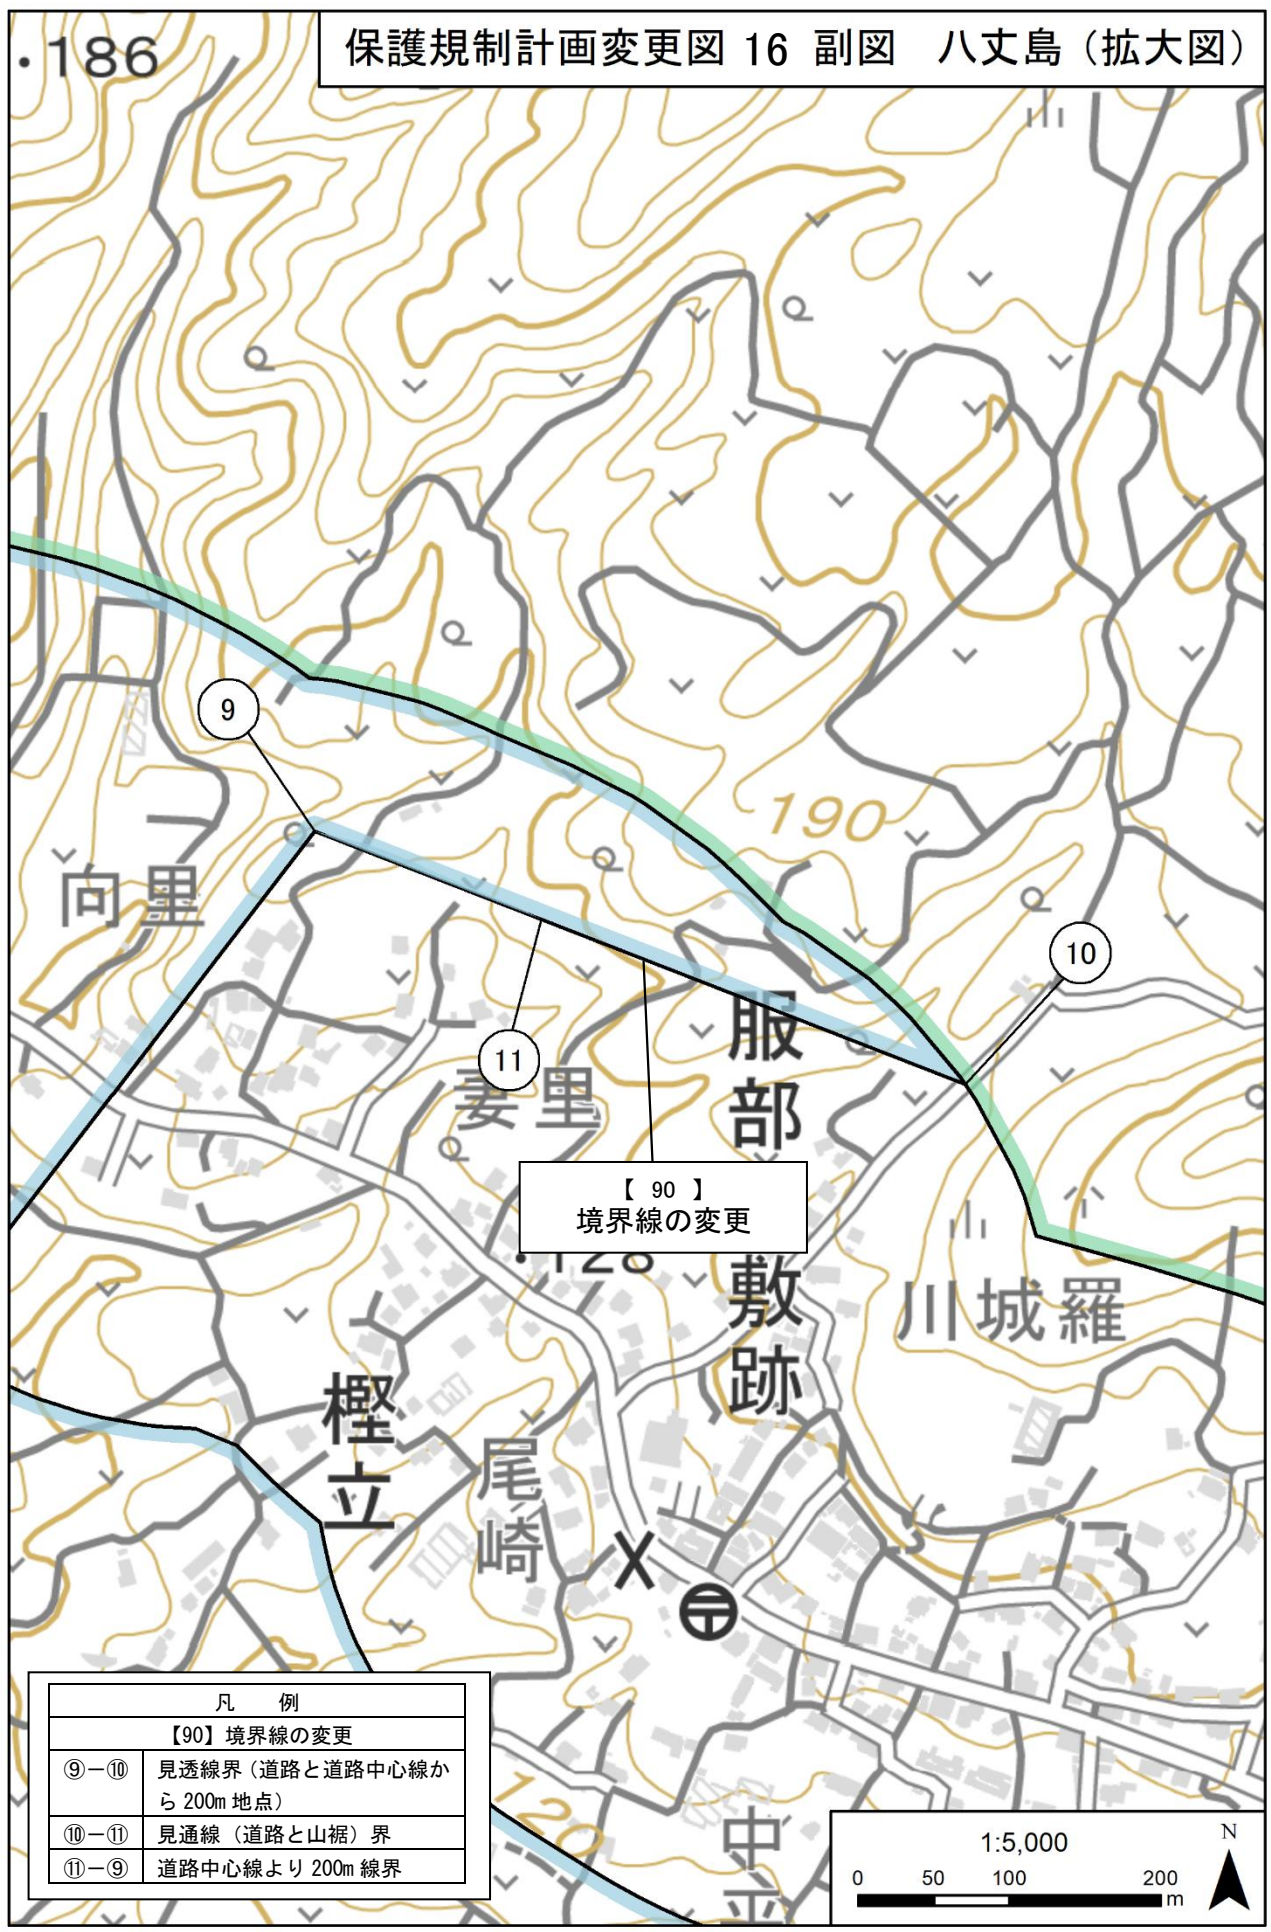 保護規制計画変更図 16 副図　八丈島（拡大図）
・186
9
190
向里
10
服部
11
妻里
【 90 】
境界線の変更
・128
敷跡
川城羅
樫立
尾崎
凡　例
【90】境界線の変更
⑨－⑩ 見透線界（道路と道路中心線か
ら 200m 地点）
⑩－⑪ 見通線（道路と山裾）界
⑪－⑨ 道路中心線より 200m 線界
120
中平
1:5,000
N
0 50 100 200
m